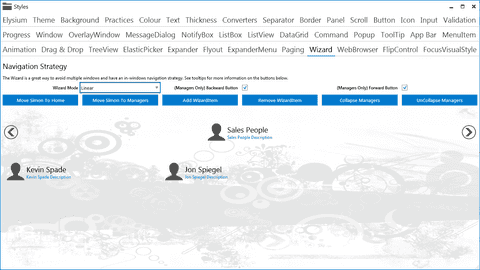 Styles
Elysium Theme Background Practices Colour Text Thickness Converters Separator Border Panel Scroll Button Icon Input Validation
Progress Window OverlayWindow MessageDialog NotifyBox ListBox ListView DataGrid Command Popup ToolTip App Bar MenuItem
Animation Drag & Drop TreeView ElasticPicker Expander Flyout ExpanderMenu Paging Wizard WebBrowser FlipControl FocusVisualStyle
Navigation Strategy
The Wizard is a great way to avoid multiple windows and have an in-windows navigation strategy. See tooltips for more information on the buttons below.
Wizard Mode Linear (Managers Only) Backward Button (Managers Only) Forward Button
Move Simon To Home Move Simon To Managers Add WizardItem Remove WizardItem Collapse Managers UnCollapse Managers
Sales People
Sales People Description
Kevin Spade
Kevin Spade Description
Jon Spiegel
Jon Spiegel Description